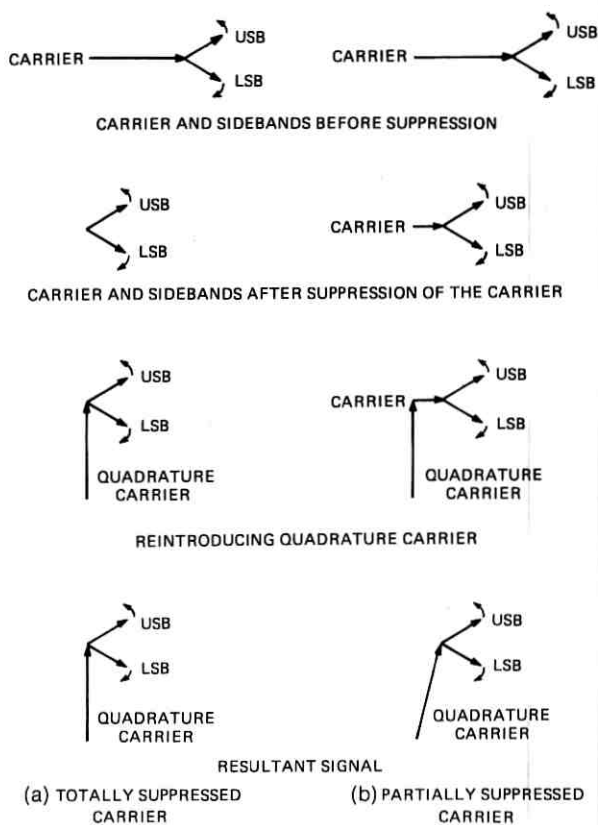 CARRIER USB LSB CARRIER USB LSB
CARRIER AND SIDEBANDS BEFORE SUPPRESSION
USB LSB CARRIER USB LSB
CARRIER AND SIDEBANDS AFTER SUPPRESSION OF THE CARRIER
USB LSB CARRIER USB LSB
QUADRATURE QUADRATURE
CARRIER CARRIER
REINTRODUCING QUADRATURE CARRIER
USB LSB USB LSB
QUADRATURE QUADRATURE
CARRIER CARRIER
RESULTANT SIGNAL
(a) TOTALLY SUPPRESSED (b) PARTIALLY SUPPRESSED
CARRIER CARRIER